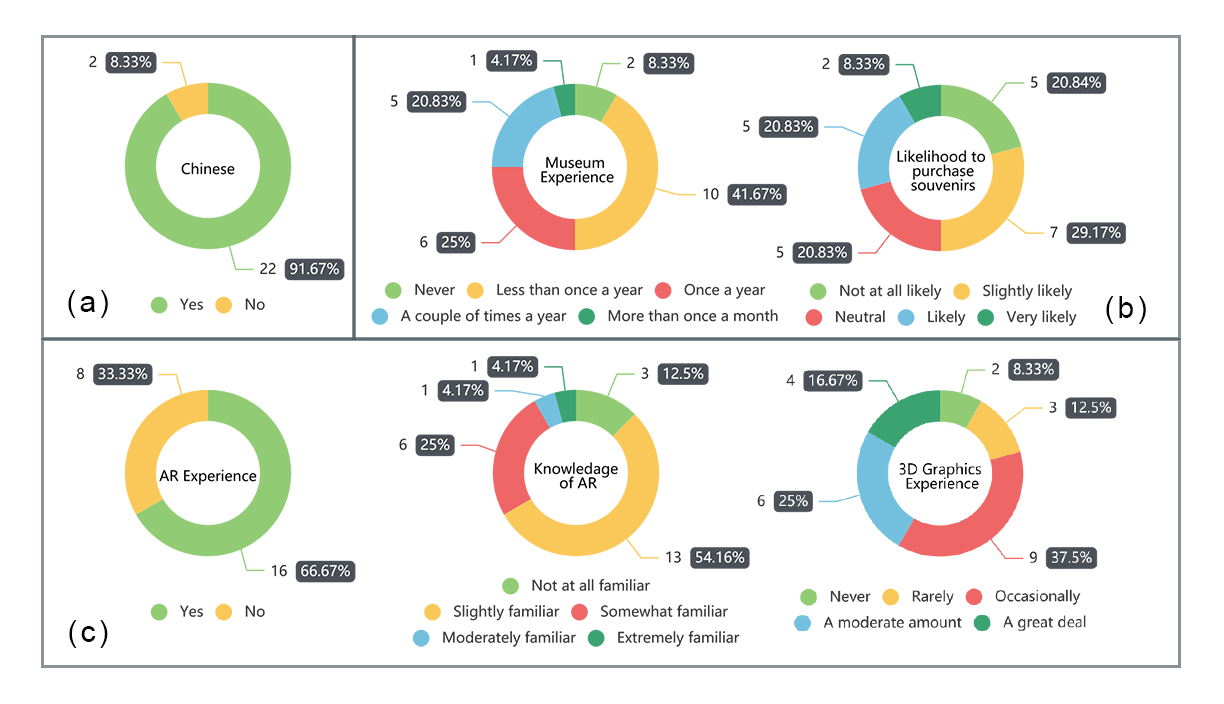 2 8.33%
Chinese
22 91.67%
Yes No
(a)
1 4.17%
2 8.33%
5 20.83%
Museum
Experience
10 41.67%
6 25%
Never Less than once a year Once a year
A couple of times a year More than once a month
2 8.33%
5 20.84%
5 20.83%
Likelihood to
purchase
souvenirs
7 29.17%
5 20.83%
Not at all likely Slightly likely
Neutral Likely Very likely
(b)
8 33.33%
AR Experience
16 66.67%
Yes No
(c)
1 4.17%
3 12.5%
1 4.17%
6 25%
Knowledage
of AR
13 54.16%
Not at all familiar
Slightly familiar Somewhat familiar
Moderately familiar Extremely familiar
2 8.33%
4 16.67%
3 12.5%
3D Graphics
Experience
6 25%
9 37.5%
Never Rarely Occasionally
A moderate amount A great deal